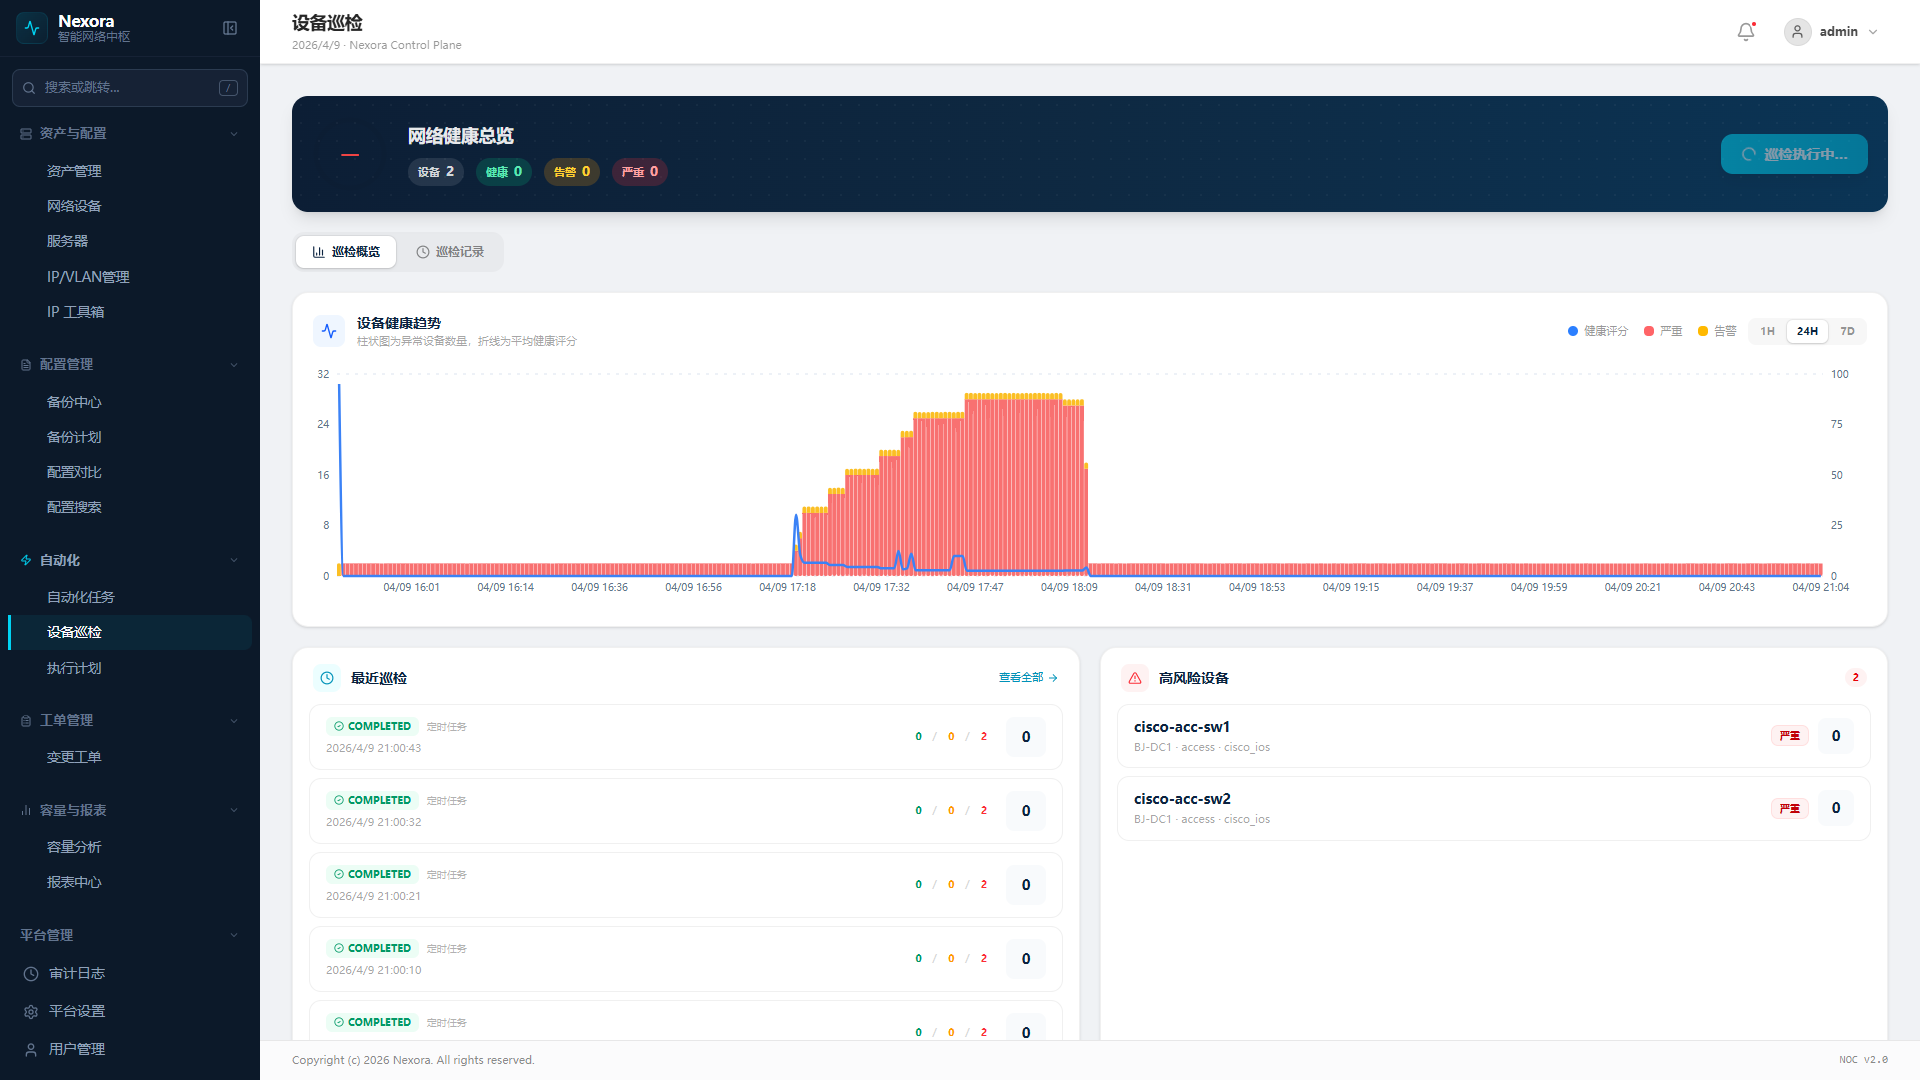 Nexora
智能网络中枢
搜索或跳转...
/
资产与配置
资产管理
网络设备
服务器
IP/VLAN管理
IP 工具箱
配置管理
备份中心
备份计划
配置对比
配置搜索
自动化
自动化任务
设备巡检
执行计划
工单管理
变更工单
容量与报表
容量分析
报表中心
平台管理
审计日志
平台设置
用户管理
设备巡检
2026/4/9 · Nexora Control Plane
admin
网络健康总览
设备 2 健康 0 告警 0 严重 0
巡检执行中...
巡检概览 巡检记录
设备健康趋势
柱状图为异常设备数量，折线为平均健康评分
健康评分 严重 告警 1H 24H 7D
32 100
24 75
16 50
8 25
0 0
04/09 16:01 04/09 16:14 04/09 16:36 04/09 16:56 04/09 17:18 04/09 17:32 04/09 17:47 04/09 18:09 04/09 18:31 04/09 18:53 04/09 19:15 04/09 19:37 04/09 19:59 04/09 20:21 04/09 20:43 04/09 21:04
最近巡检 查看全部
COMPLETED 定时任务
2026/4/9 21:00:43
0 / 0 / 2 0
COMPLETED 定时任务
2026/4/9 21:00:32
0 / 0 / 2 0
COMPLETED 定时任务
2026/4/9 21:00:21
0 / 0 / 2 0
COMPLETED 定时任务
2026/4/9 21:00:10
0 / 0 / 2 0
COMPLETED 定时任务
0 / 0 / 2 0
高风险设备 2
cisco-acc-sw1
BJ-DC1 · access · cisco_ios
严重 0
cisco-acc-sw2
BJ-DC1 · access · cisco_ios
严重 0
Copyright (c) 2026 Nexora. All rights reserved.
NOC v2.0